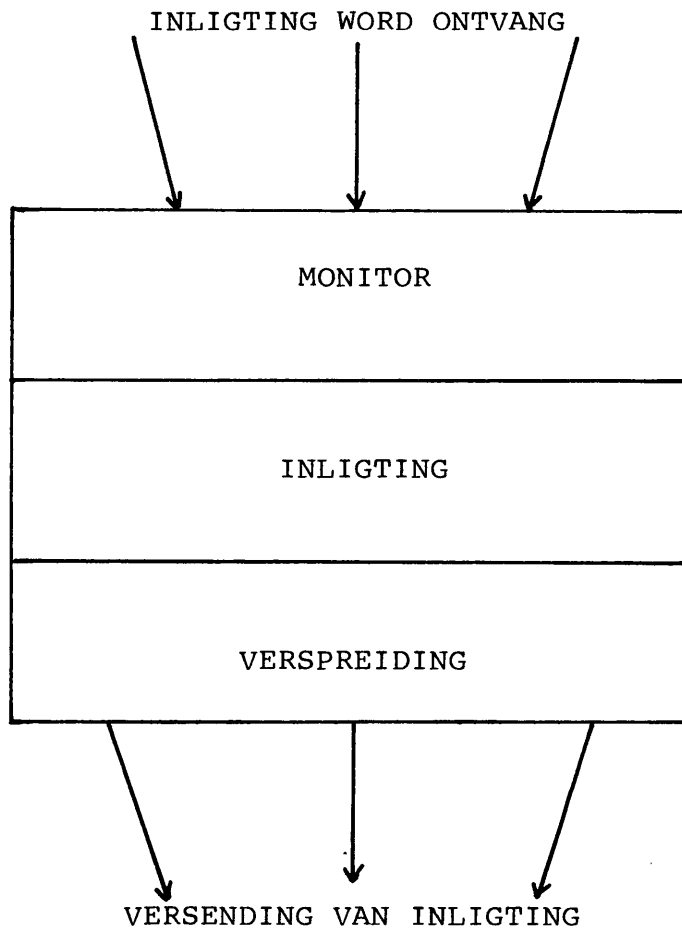 INLIGTING WORD ONTVANG
MONITOR
INLIGTING
VERSPREIDING
VERSENDING VAN INLIGTING